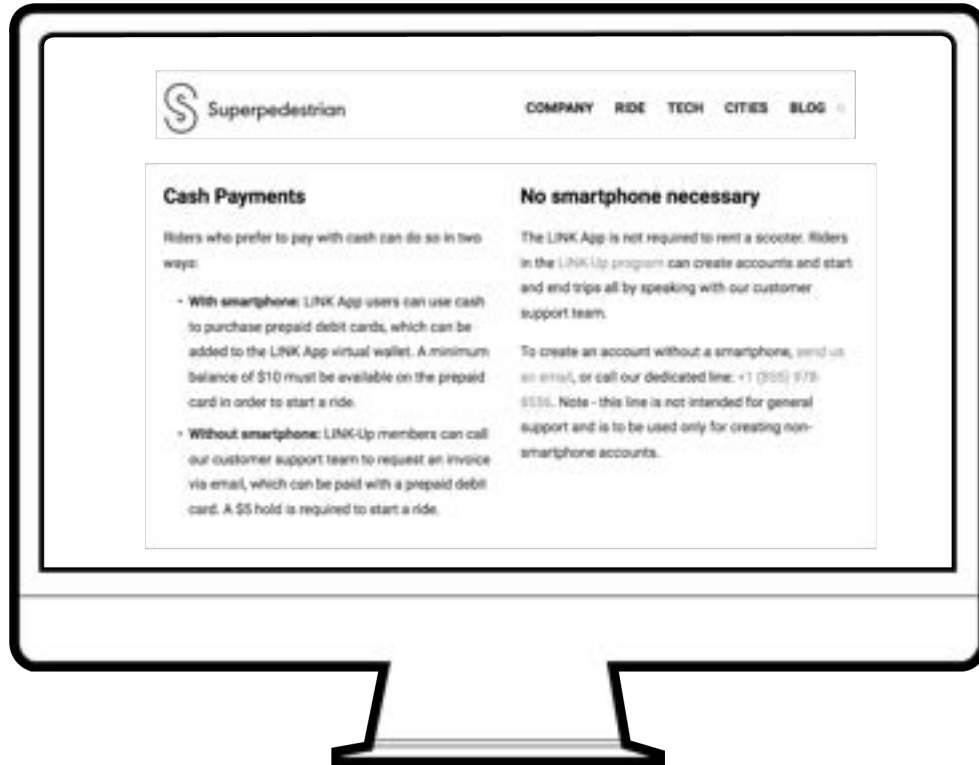 Superpedestrian
COMPANY RIDE TECH CITIES BLOG
Cash Payments
Riders who prefer to pay with cash can do so in two
ways:
• With smartphone: LINK App users can use cash
to purchase prepaid debit cards, which can be
added to the LINK App virtual wallet. A minimum
balance of $10 must be available on the prepaid
card in order to start a ride.
• Without smartphone: LINK-Up members can call
our customer support team to request an invoice
via email, which can be paid with a prepaid debit
card. A $5 hold is required to start a ride.
No smartphone necessary
The LINK App is not required to rent a scooter. Riders
in the LINK-Up program can create accounts and start
and end trips all by speaking with our customer
support team.
To create an account without a smartphone, send us
an email, or call our dedicated line: +1 (855) 978-
Note - this line is not intended for general
support and is to be used only for creating non-
smartphone accounts.